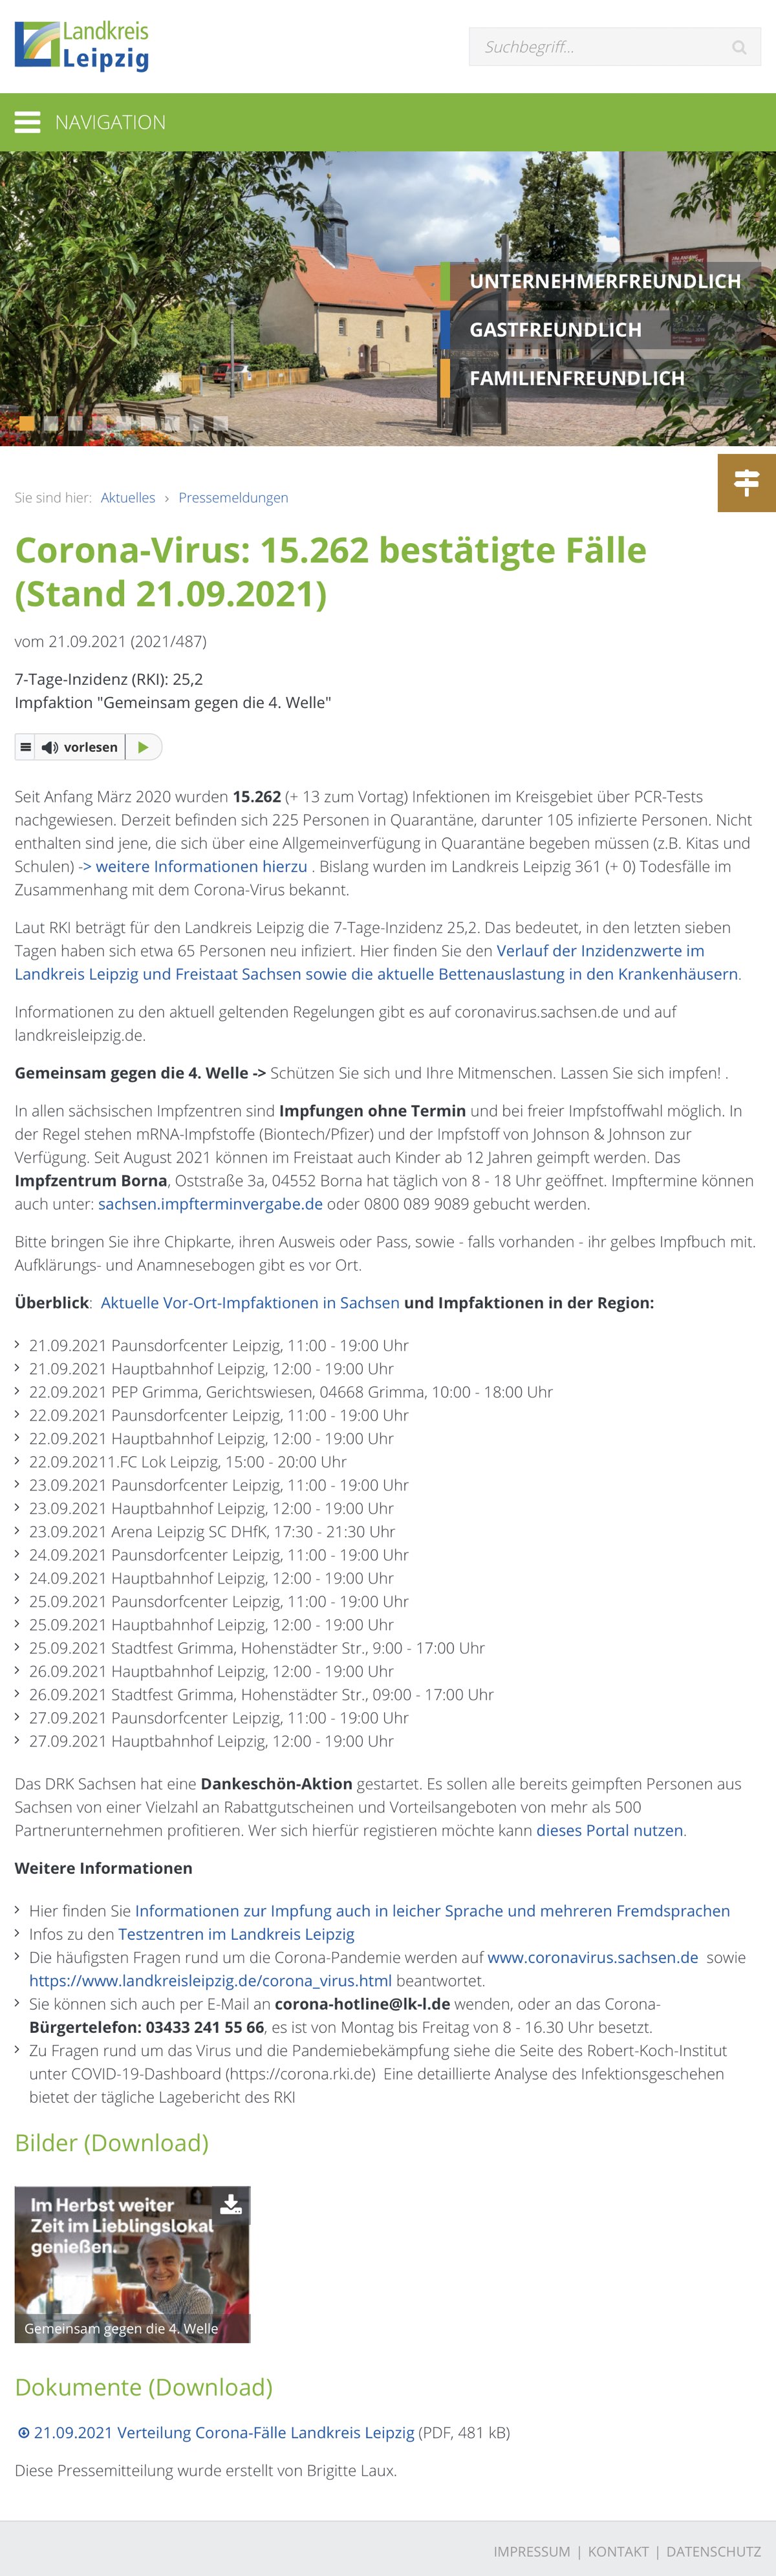 Landkreis
Leipzig
Suchbegriff...
NAVIGATION
UNTERNEHMERFREUNDLICH
GASTFREUNDLICH
FAMILIENFREUNDLICH
Sie sind hier: Aktuelles › Pressemeldungen
Corona-Virus: 15.262 bestätigte Fälle
(Stand 21.09.2021)
vom 21.09.2021 (2021/487)
7-Tage-Inzidenz (RKI): 25,2
Impfaktion "Gemeinsam gegen die 4. Welle"
vorlesen
Seit Anfang März 2020 wurden 15.262 (+ 13 zum Vortag) Infektionen im Kreisgebiet über PCR-Tests
nachgewiesen. Derzeit befinden sich 225 Personen in Quarantäne, darunter 105 infizierte Personen. Nicht
enthalten sind jene, die sich über eine Allgemeinverfügung in Quarantäne begeben müssen (z.B. Kitas und
Schulen) -> weitere Informationen hierzu . Bislang wurden im Landkreis Leipzig 361 (+ 0) Todesfälle im
Zusammenhang mit dem Corona-Virus bekannt.
Laut RKI beträgt für den Landkreis Leipzig die 7-Tage-Inzidenz 25,2. Das bedeutet, in den letzten sieben
Tagen haben sich etwa 65 Personen neu infiziert. Hier finden Sie den Verlauf der Inzidenzwerte im
Landkreis Leipzig und Freistaat Sachsen sowie die aktuelle Bettenauslastung in den Krankenhäusern.
Informationen zu den aktuell geltenden Regelungen gibt es auf coronavirus.sachsen.de und auf
landkreisleipzig.de.
Gemeinsam gegen die 4. Welle -> Schützen Sie sich und Ihre Mitmenschen. Lassen Sie sich impfen! .
In allen sächsischen Impfzentren sind Impfungen ohne Termin und bei freier Impfstoffwahl möglich. In
der Regel stehen mRNA-Impfstoffe (Biontech/Pfizer) und der Impfstoff von Johnson & Johnson zur
Verfügung. Seit August 2021 können im Freistaat auch Kinder ab 12 Jahren geimpft werden. Das
Impfzentrum Borna, Oststraße 3a, 04552 Borna hat täglich von 8 - 18 Uhr geöffnet. Impftermine können
auch unter: sachsen.impfterminvergabe.de oder 0800 089 9089 gebucht werden.
Bitte bringen Sie ihre Chipkarte, ihren Ausweis oder Pass, sowie - falls vorhanden - ihr gelbes Impfbuch mit.
Aufklärungs- und Anamnesebogen gibt es vor Ort.
Überblick: Aktuelle Vor-Ort-Impfaktionen in Sachsen und Impfaktionen in der Region:
21.09.2021 Paunsdorfcenter Leipzig, 11:00 - 19:00 Uhr
21.09.2021 Hauptbahnhof Leipzig, 12:00 - 19:00 Uhr
22.09.2021 PEP Grimma, Gerichtswiesen, 04668 Grimma, 10:00 - 18:00 Uhr
22.09.2021 Paunsdorfcenter Leipzig, 11:00 - 19:00 Uhr
22.09.2021 Hauptbahnhof Leipzig, 12:00 - 19:00 Uhr
22.09.20211.FC Lok Leipzig, 15:00 - 20:00 Uhr
23.09.2021 Paunsdorfcenter Leipzig, 11:00 - 19:00 Uhr
23.09.2021 Hauptbahnhof Leipzig, 12:00 - 19:00 Uhr
23.09.2021 Arena Leipzig SC DHfK, 17:30 - 21:30 Uhr
24.09.2021 Paunsdorfcenter Leipzig, 11:00 - 19:00 Uhr
24.09.2021 Hauptbahnhof Leipzig, 12:00 - 19:00 Uhr
25.09.2021 Paunsdorfcenter Leipzig, 11:00 - 19:00 Uhr
25.09.2021 Hauptbahnhof Leipzig, 12:00 - 19:00 Uhr
25.09.2021 Stadtfest Grimma, Hohenstädter Str., 9:00 - 17:00 Uhr
26.09.2021 Hauptbahnhof Leipzig, 12:00 - 19:00 Uhr
26.09.2021 Stadtfest Grimma, Hohenstädter Str., 09:00 - 17:00 Uhr
27.09.2021 Paunsdorfcenter Leipzig, 11:00 - 19:00 Uhr
27.09.2021 Hauptbahnhof Leipzig, 12:00 - 19:00 Uhr
Das DRK Sachsen hat eine Dankeschön-Aktion gestartet. Es sollen alle bereits geimpften Personen aus
Sachsen von einer Vielzahl an Rabattgutscheinen und Vorteilsangeboten von mehr als 500
Partnerunternehmen profitieren. Wer sich hierfür registieren möchte kann dieses Portal nutzen.
Weitere Informationen
Hier finden Sie Informationen zur Impfung auch in leicher Sprache und mehreren Fremdsprachen
Infos zu den Testzentren im Landkreis Leipzig
Die häufigsten Fragen rund um die Corona-Pandemie werden auf www.coronavirus.sachsen.de sowie
https://www.landkreisleipzig.de/corona_virus.html beantwortet.
Sie können sich auch per E-Mail an corona-hotline@lk-l.de wenden, oder an das Corona-
Bürgertelefon: 03433 241 55 66, es ist von Montag bis Freitag von 8 - 16.30 Uhr besetzt.
Zu Fragen rund um das Virus und die Pandemiebekämpfung siehe die Seite des Robert-Koch-Institut
unter COVID-19-Dashboard (https://corona.rki.de) Eine detaillierte Analyse des Infektionsgeschehen
bietet der tägliche Lagebericht des RKI
Bilder (Download)
Im Herbst weiter
Zeit im Lieblingslokal
genießen.
Gemeinsam gegen die 4. Welle
Dokumente (Download)
21.09.2021 Verteilung Corona-Fälle Landkreis Leipzig (PDF, 481 kB)
Diese Pressemitteilung wurde erstellt von Brigitte Laux.
IMPRESSUM | KONTAKT | DATENSCHUTZ